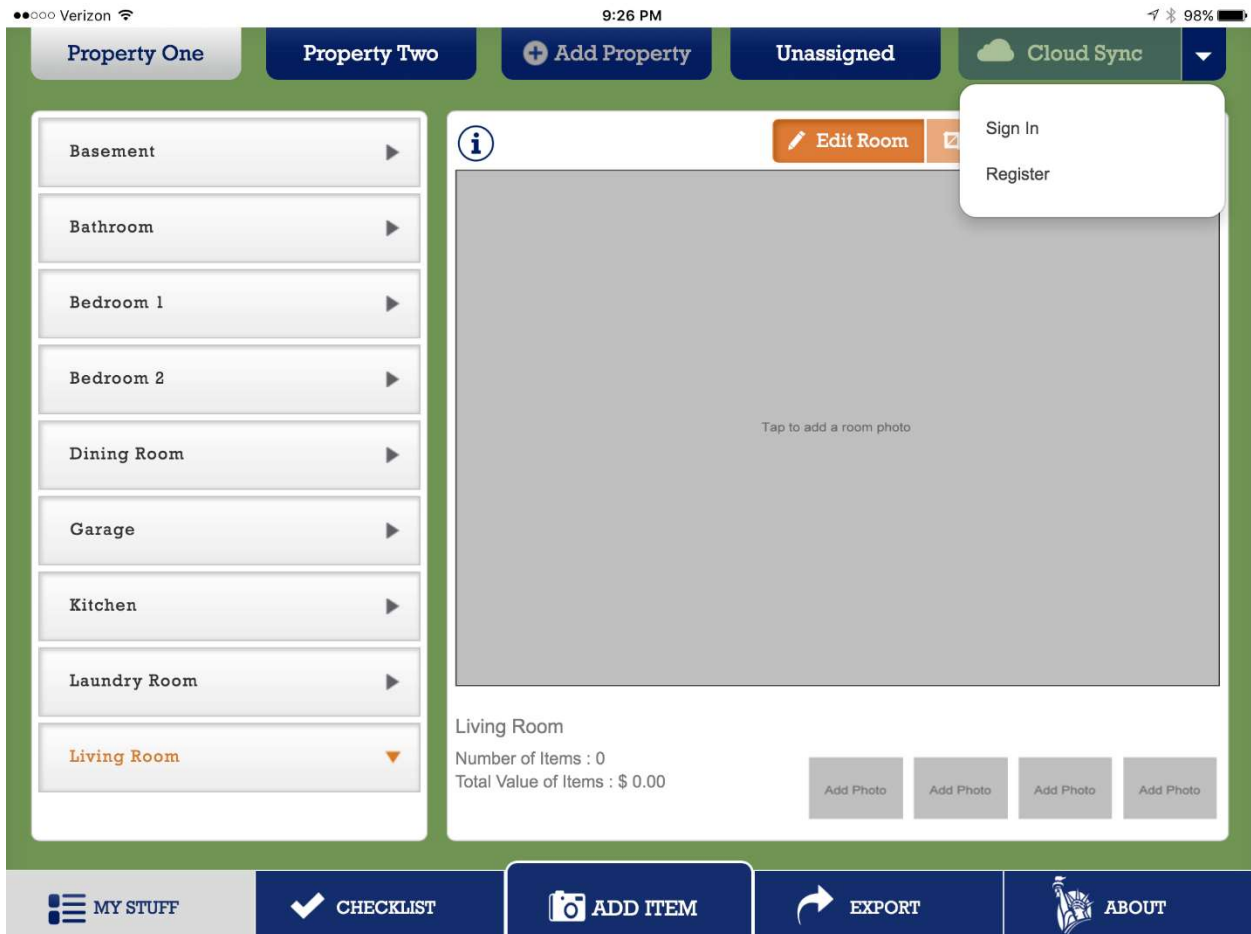 Verizon
9:26 PM
98%
Property One
Property Two
Add Property
Unassigned
Cloud Sync
Sign In
Register
Basement
Bathroom
Bedroom 1
Bedroom 2
Dining Room
Garage
Kitchen
Laundry Room
Living Room
i
Edit Room
Tap to add a room photo
Living Room
Number of Items : 0
Total Value of Items : $ 0.00
Add Photo
Add Photo
Add Photo
Add Photo
MY STUFF
CHECKLIST
ADD ITEM
EXPORT
ABOUT